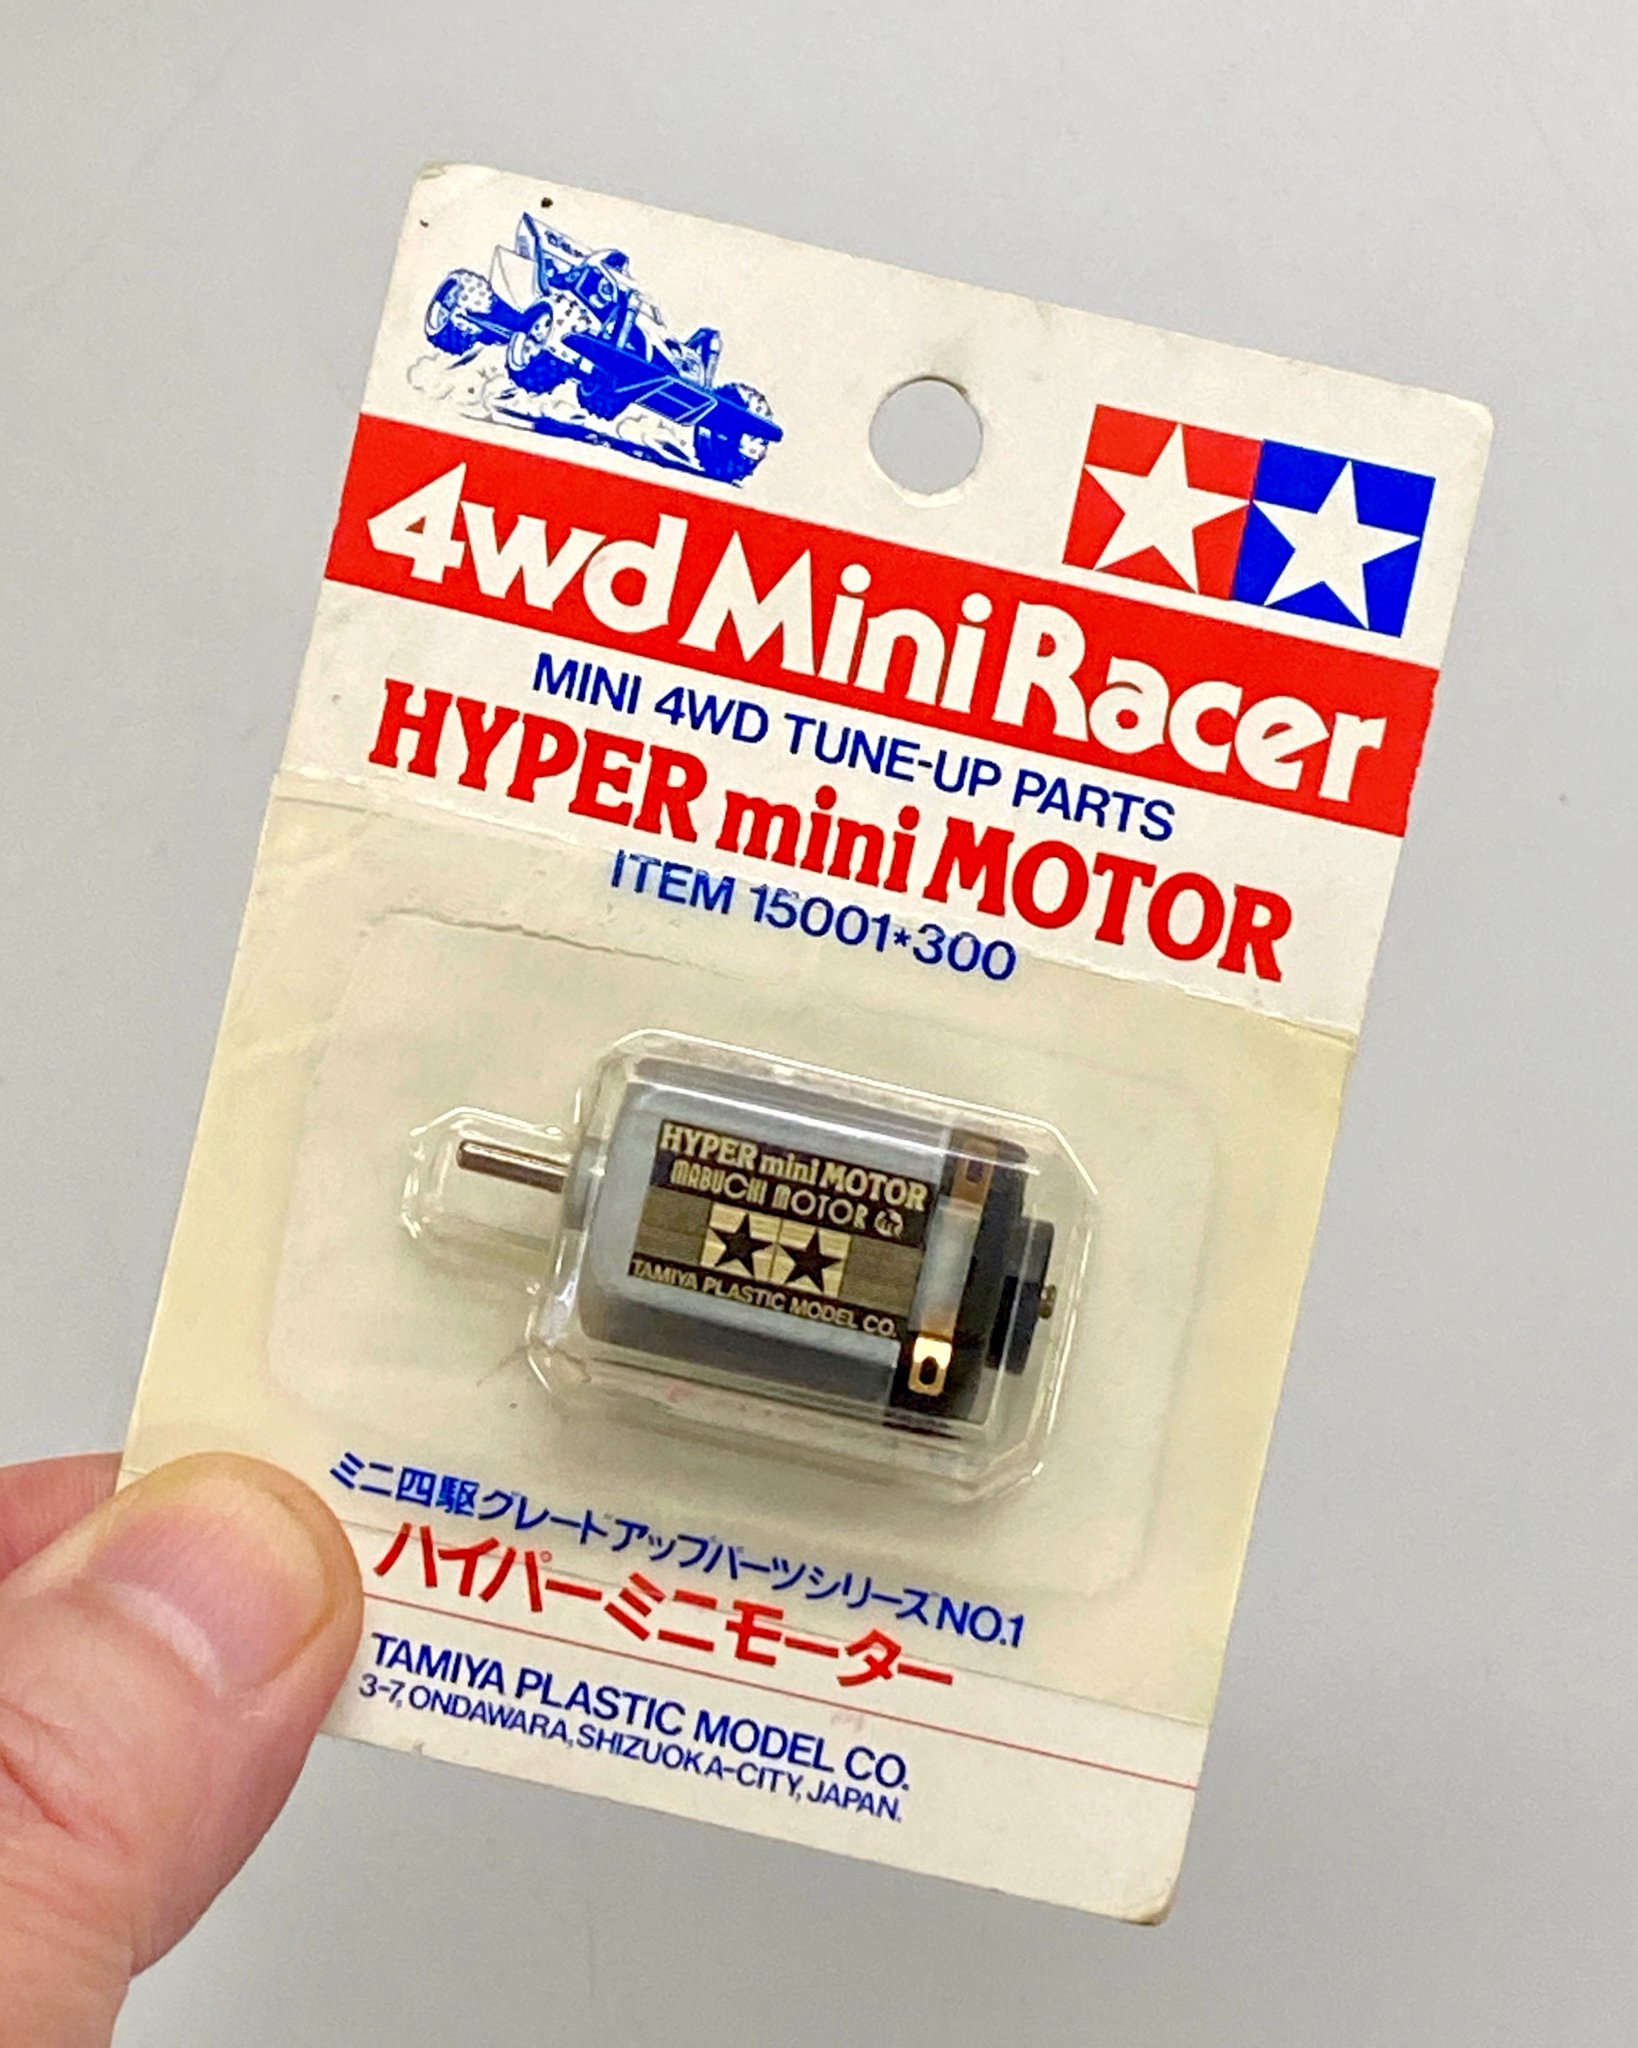 4wd Mini Racer
MINI 4WD TUNE-UP PARTS
HYPER mini MOTOR
ITEM 15001*300
HYPER mini MOTOR
MABUCHI MOTOR
TAMIYA PLASTIC MODEL CO.
ミニ四駆グレードアップパーツシリーズNO.1
ハイパーミニモーター
TAMIYA PLASTIC MODEL CO.
3-7, ONDAWARA, SHIZUOKA-CITY, JAPAN.